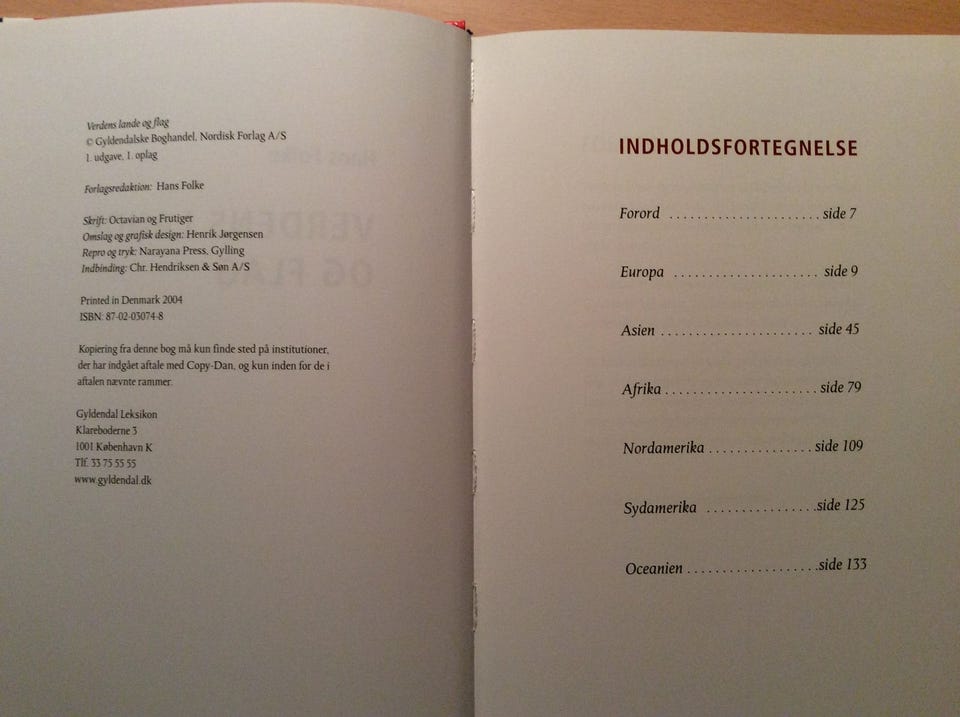 Verdens lande og flag
© Gyldendalske Boghandel, Nordisk Forlag A/S
1. udgave, 1. oplag
Forlagsredaktion: Hans Folke
Skrift: Octavian og Frutiger
Omslag og grafisk design: Henrik Jørgensen
Repro og tryk: Narayana Press, Gylling
Indbinding: Chr. Hendriksen & Søn A/S
Printed in Denmark 2004
ISBN: 87-02-03074-8
Kopiering fra denne bog må kun finde sted på institutioner,
der har indgået aftale med Copy-Dan, og kun inden for de i
aftalen nævnte rammer.
Gyldendal Leksikon
Klareboderne 3
1001 København K
Tlf. 33 75 55 55
www.gyldendal.dk
INDHOLDSFORTEGNELSE
Forord ...................... side 7
Europa ..................... side 9
Asien ...................... side 45
Afrika ...................... side 79
Nordamerika ............... side 109
Sydamerika ................ side 125
Oceanien ................... side 133